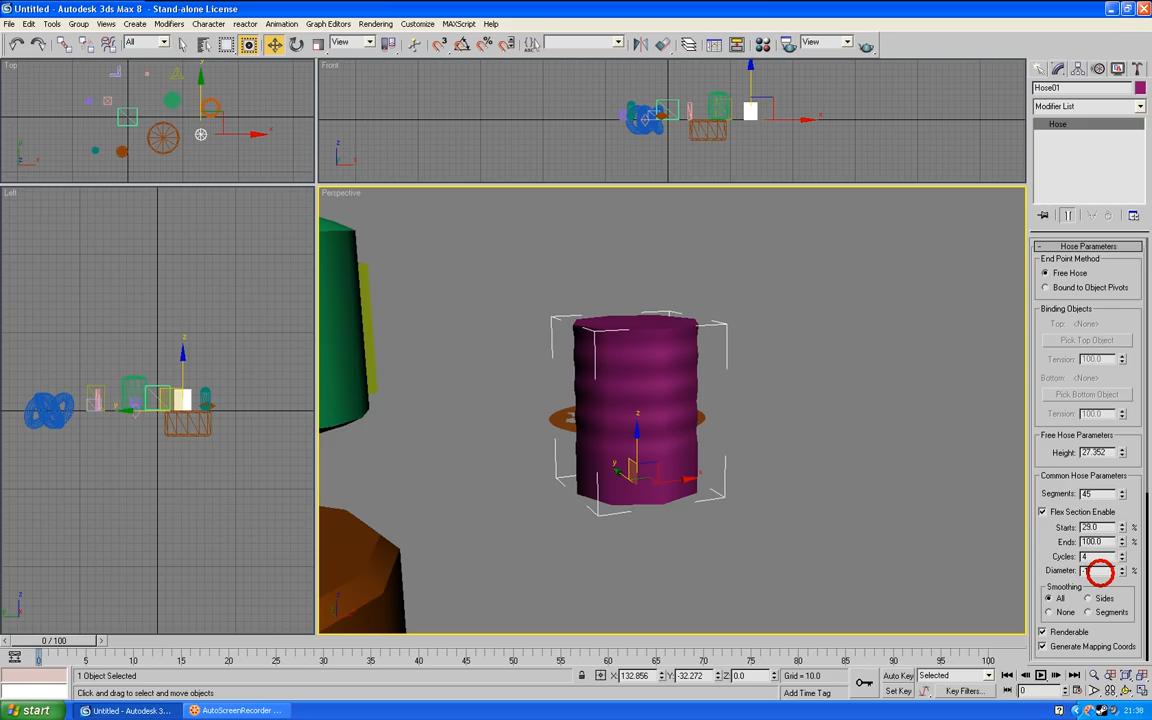 Untitled - Autodesk 3ds Max 8 - Stand-alone License
File Edit Tools Group Views Create Modifiers Character reactor Animation Graph Editors Rendering Customize MAXScript Help
All View View
Top Front
Hose01
Modifier List
Hose
Left Perspective
Hose Parameters
End Point Method
Free Hose
Bound to Object Pivots
Binding Objects
Top: <None>
Pick Top Object
Tension: 100.0
Bottom: <None>
Pick Bottom Object
Tension: 100.0
Free Hose Parameters
Height: 27.352
Common Hose Parameters
Segments: 45
Flex Section Enable
Starts: 29.0 %
Ends: 100.0 %
Cycles: 4
Diameter: %
Smoothing
All Sides
None Segments
Renderable
Generate Mapping Coords
0 / 100
0 5 10 15 20 25 30 35 40 45 50 55 60 65 70 75 80 85 90 95 100
1 Object Selected X: 132.856 Y: -32.272 Z: 0.0 Grid = 10.0 Auto Key Selected
Click and drag to select and move objects Add Time Tag Set Key Key Filters... 0
start Untitled - Autodesk 3... AutoScreenRecorder ... 21:38